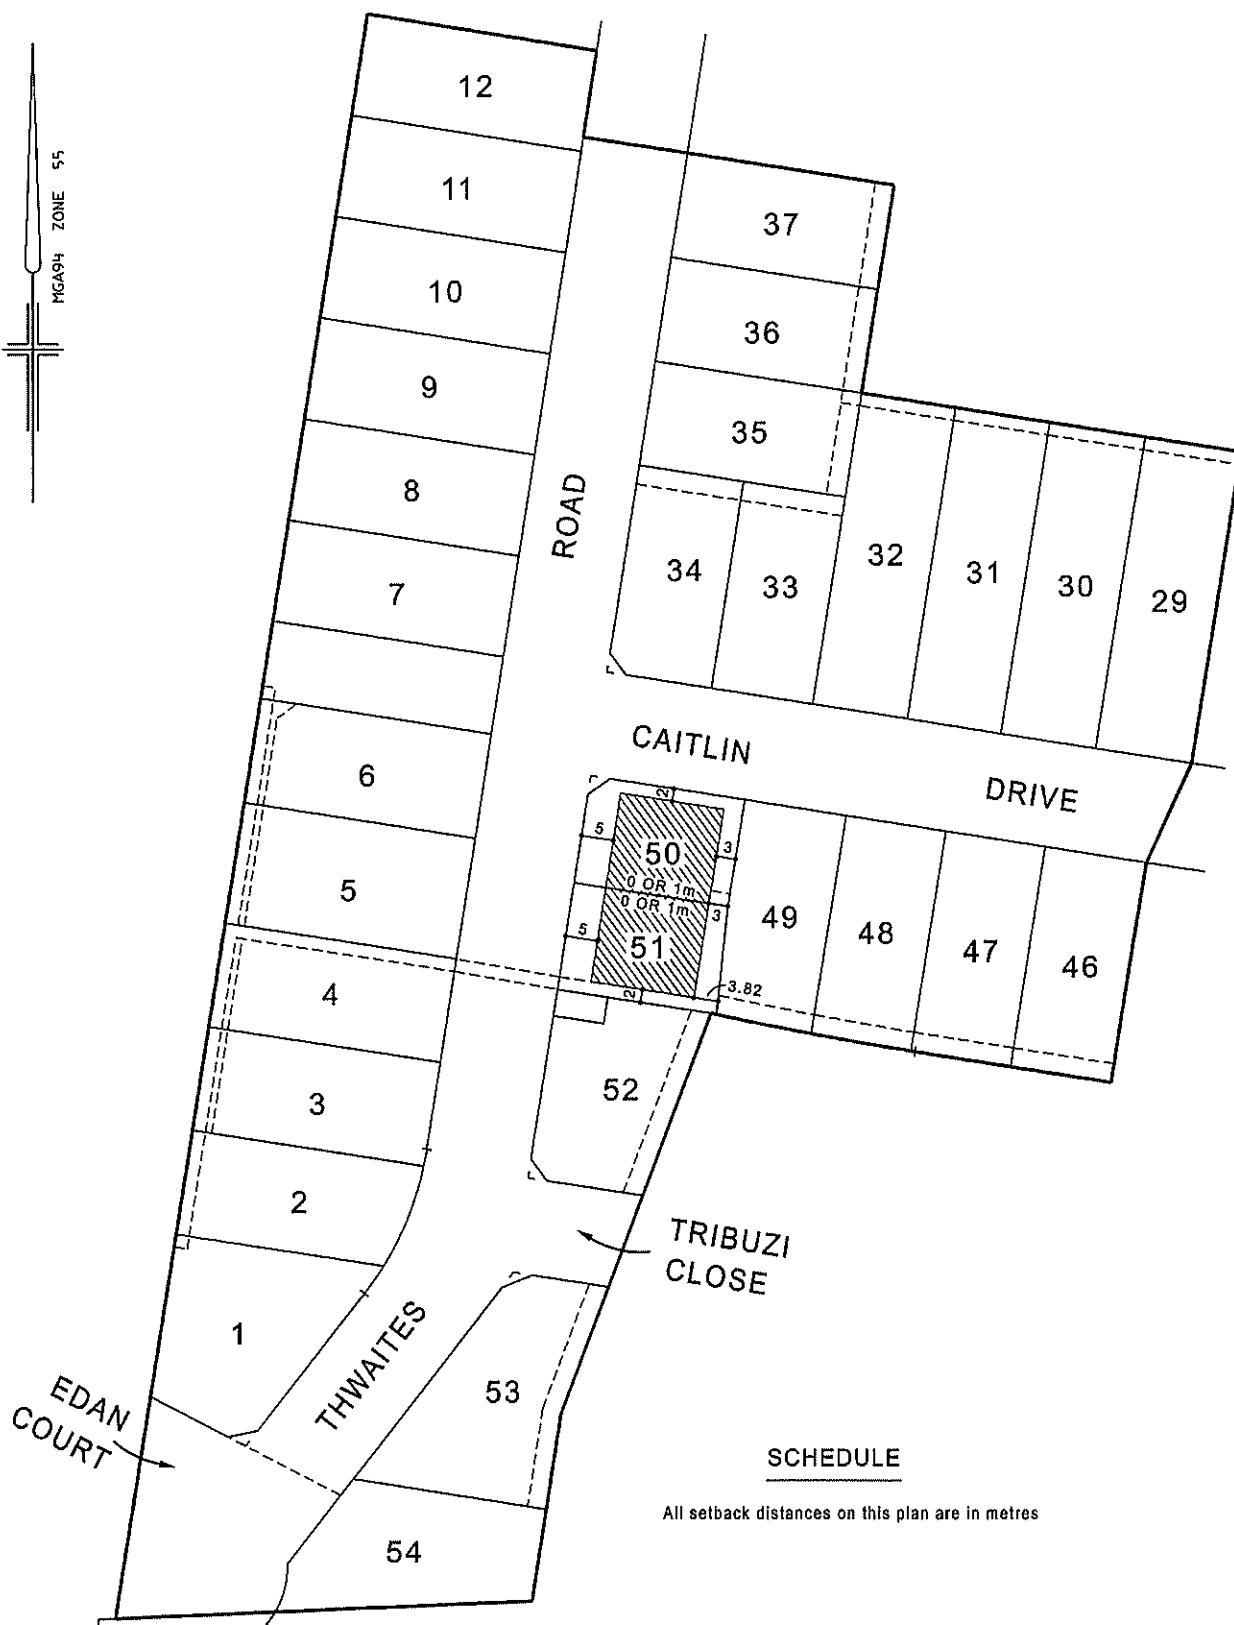 12
11
10
9
8
7
6
5
4
3
2
1
MGA94 ZONE 55
37
36
35
34
33
32
31
30
29
ROAD
CAITLIN
DRIVE
2
5
50
3
0 OR 1m
0 OR 1m
5
51
3
2
3.82
49
48
47
46
52
TRIBUZI
CLOSE
THWAITES
53
54
EDAN
COURT
SCHEDULE
All setback distances on this plan are in metres